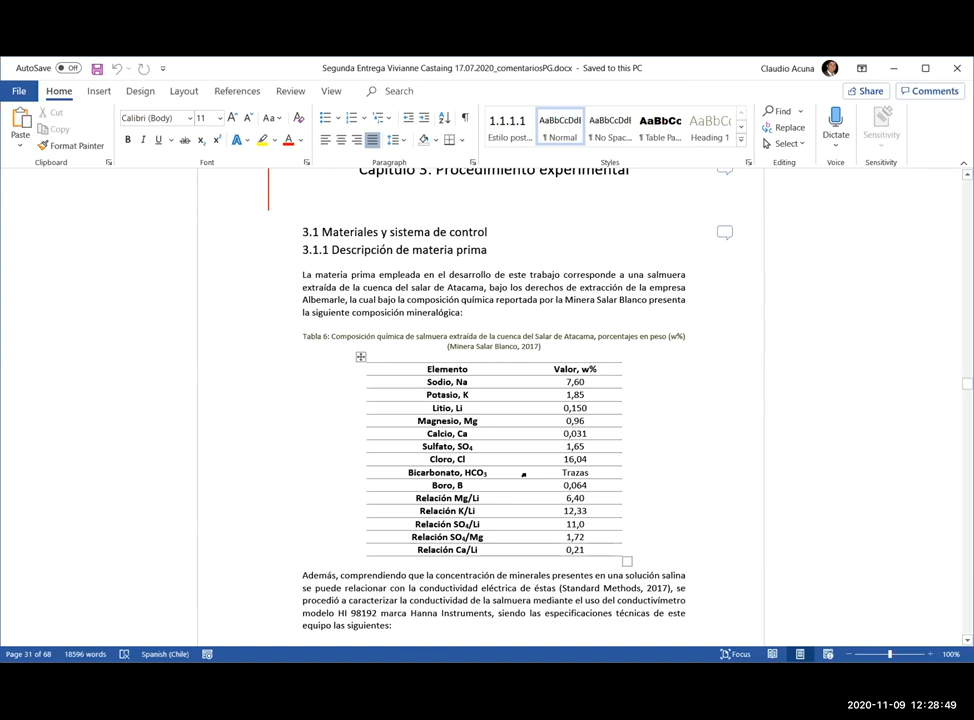 AutoSave Off Segunda Entrega Vivianne Castaing 17.07.2020_comentariosPG.docx - Saved to this PC Claudio Acuna
File Home Insert Design Layout References Review View Search Share Comments
Paste Cut Copy Format Painter
Clipboard
Calibri (Body) 11
Font
Paragraph
1.1.1.1 AaBbCcDdE AaBbCcDdE AaBbCc AaBbCc
Estilo post... ¶ Normal ¶ No Spac... ¶ Table Pa... Heading 1
Styles
Find
Replace
Select
Editing
Dictate
Voice
Sensitivity
Sensitivity
Capítulo 3: Procedimiento experimental
3.1 Materiales y sistema de control
3.1.1 Descripción de materia prima
La materia prima empleada en el desarrollo de este trabajo corresponde a una salmuera
extraída de la cuenca del salar de Atacama, bajo los derechos de extracción de la empresa
Albemarle, la cual bajo la composición química reportada por la Minera Salar Blanco presenta
la siguiente composición mineralógica:
Tabla 6: Composición química de salmuera extraída de la cuenca del Salar de Atacama, porcentajes en peso (w%)
(Minera Salar Blanco, 2017)
Elemento Valor, w%
Sodio, Na 7,60
Potasio, K 1,85
Litio, Li 0,150
Magnesio, Mg 0,96
Calcio, Ca 0,031
Sulfato, SO₄ 1,65
Cloro, Cl 16,04
Bicarbonato, HCO₃ Trazas
Boro, B 0,064
Relación Mg/Li 6,40
Relación K/Li 12,33
Relación SO₄/Li 11,0
Relación SO₄/Mg 1,72
Relación Ca/Li 0,21
Además, comprendiendo que la concentración de minerales presentes en una solución salina
se puede relacionar con la conductividad eléctrica de éstas (Standard Methods, 2017), se
procedió a caracterizar la conductividad de la salmuera mediante el uso del conductivímetro
modelo HI 98192 marca Hanna Instruments, siendo las especificaciones técnicas de este
equipo las siguientes:
Page 31 of 68 18596 words Spanish (Chile) Focus 100%
2020-11-09 12:28:49